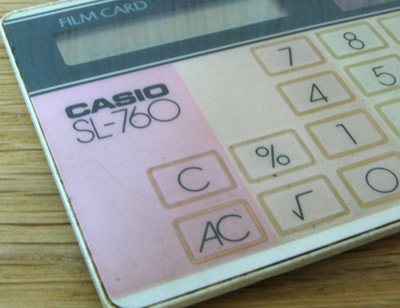 FILM CARD
CASIO
SL-760
7 8
4 5
C % 1
AC √ 0